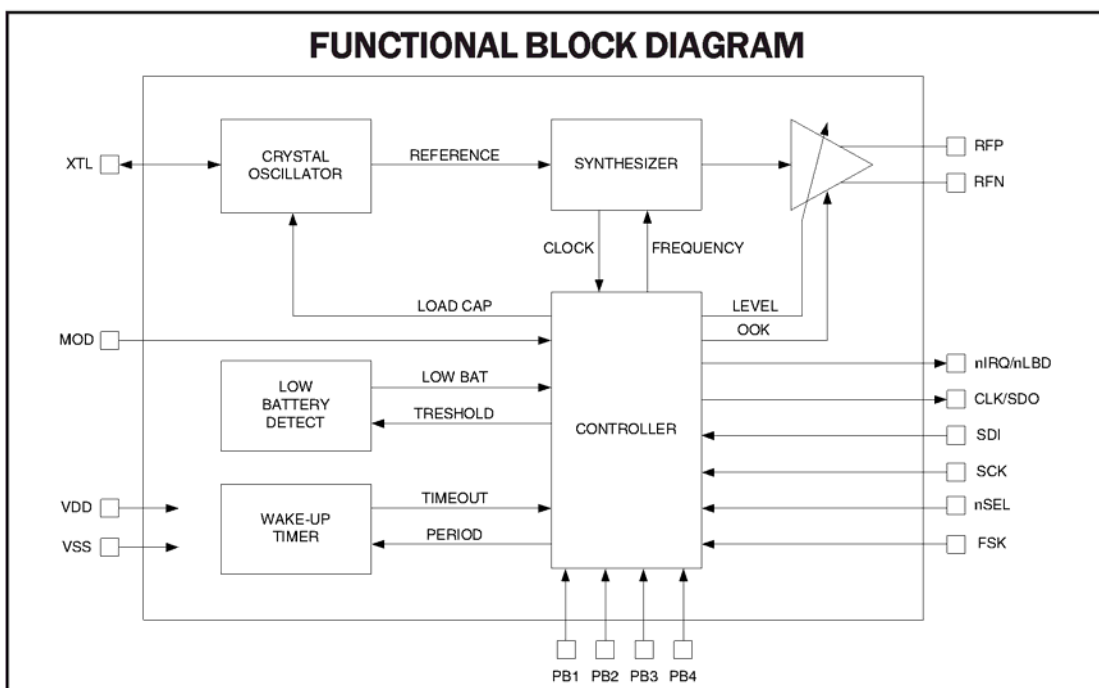 FUNCTIONAL BLOCK DIAGRAM
XTL
CRYSTAL
OSCILLATOR
REFERENCE
SYNTHESIZER
RFP
RFN
CLOCK
FREQUENCY
LOAD CAP
LEVEL
MOD
OOK
LOW
BATTERY
DETECT
LOW BAT
TRESHOLD
CONTROLLER
nIRQ/nLBD
CLK/SDO
SDI
SCK
VDD
VSS
WAKE-UP
TIMER
TIMEOUT
PERIOD
nSEL
FSK
PB1 PB2 PB3 PB4